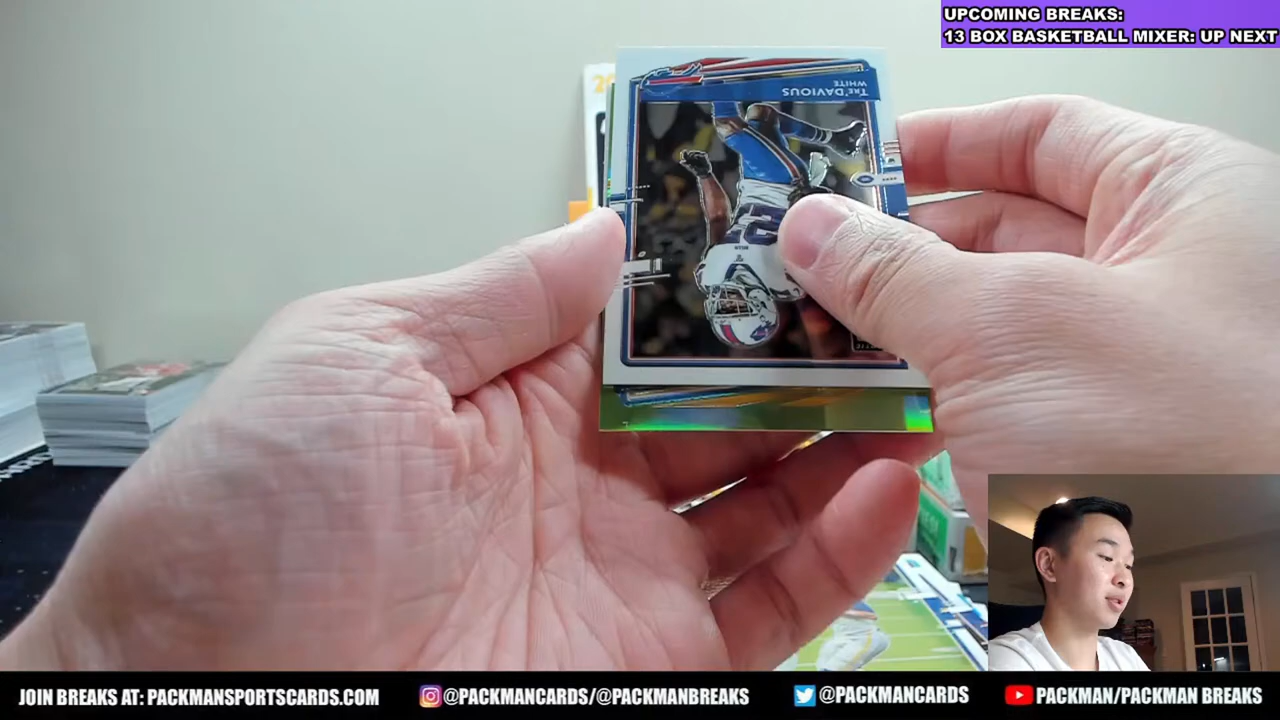 UPCOMING BREAKS:
13 BOX BASKETBALL MIXER: UP NEXT
TRE'DAVIOUS
WHITE
27
JOIN BREAKS AT: PACKMANSPORTSCARDS.COM
@PACKMANCARDS/@PACKMANBREAKS
@PACKMANCARDS
PACKMAN/PACKMAN BREAKS